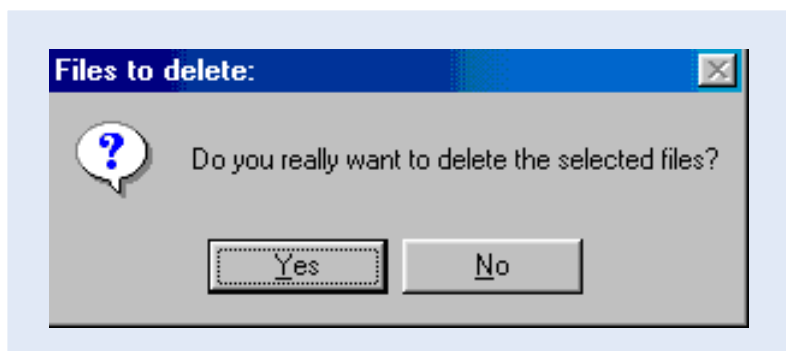 Files to delete:
Do you really want to delete the selected files?
Yes
No